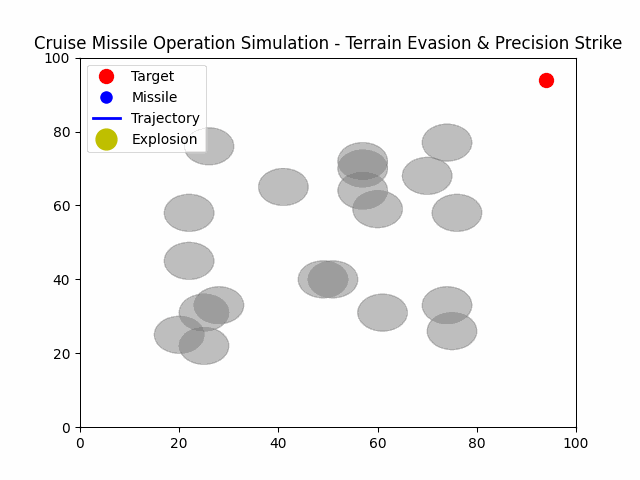 Cruise Missile Operation Simulation - Terrain Evasion & Precision Strike
100
80
60
40
20
0
Target
Missile
Trajectory
Explosion
0 20 40 60 80 100